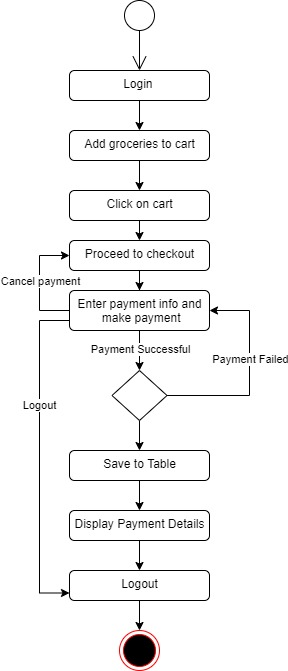 Login
Add groceries to cart
Click on cart
Proceed to checkout
Cancel payment
Enter payment info and
make payment
Payment Successful
Payment Failed
Logout
Save to Table
Display Payment Details
Logout